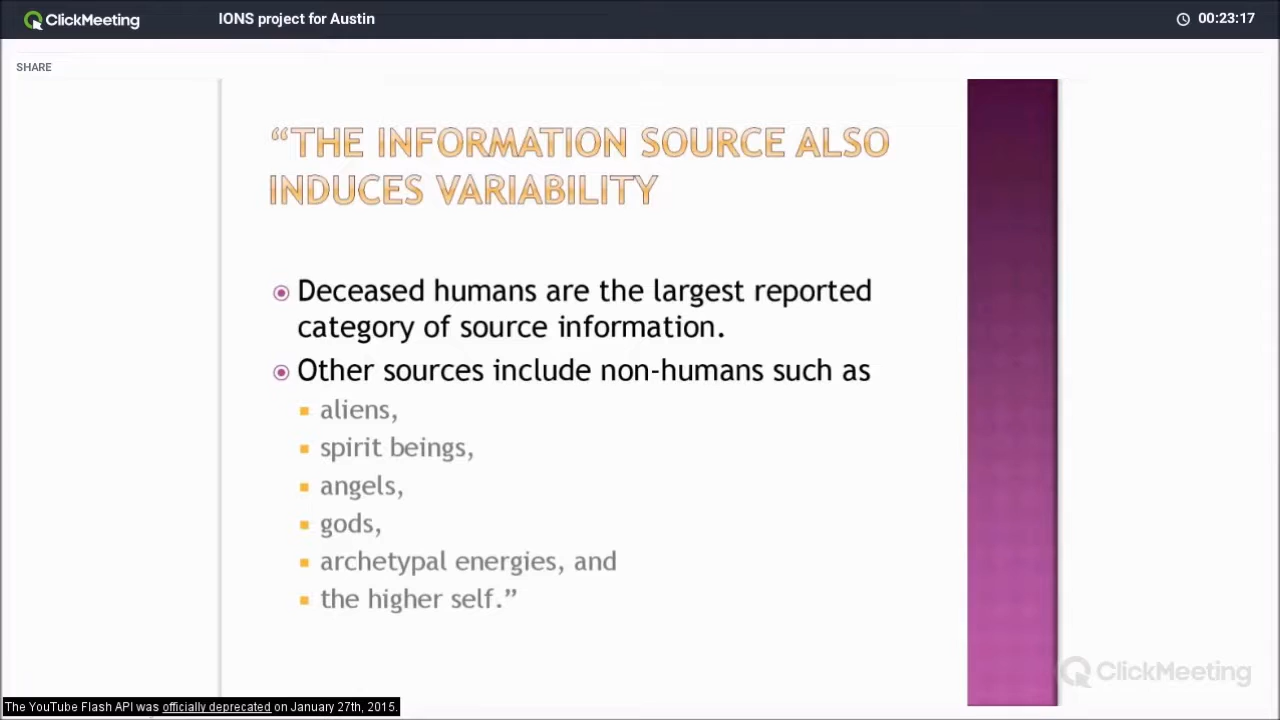 ClickMeeting
IONS project for Austin
00:23:17
SHARE
“THE INFORMATION SOURCE ALSO
INDUCES VARIABILITY
Deceased humans are the largest reported
category of source information.
Other sources include non-humans such as
aliens,
spirit beings,
angels,
gods,
archetypal energies, and
the higher self.”
ClickMeeting
The YouTube Flash API was officially deprecated on January 27th, 2015.